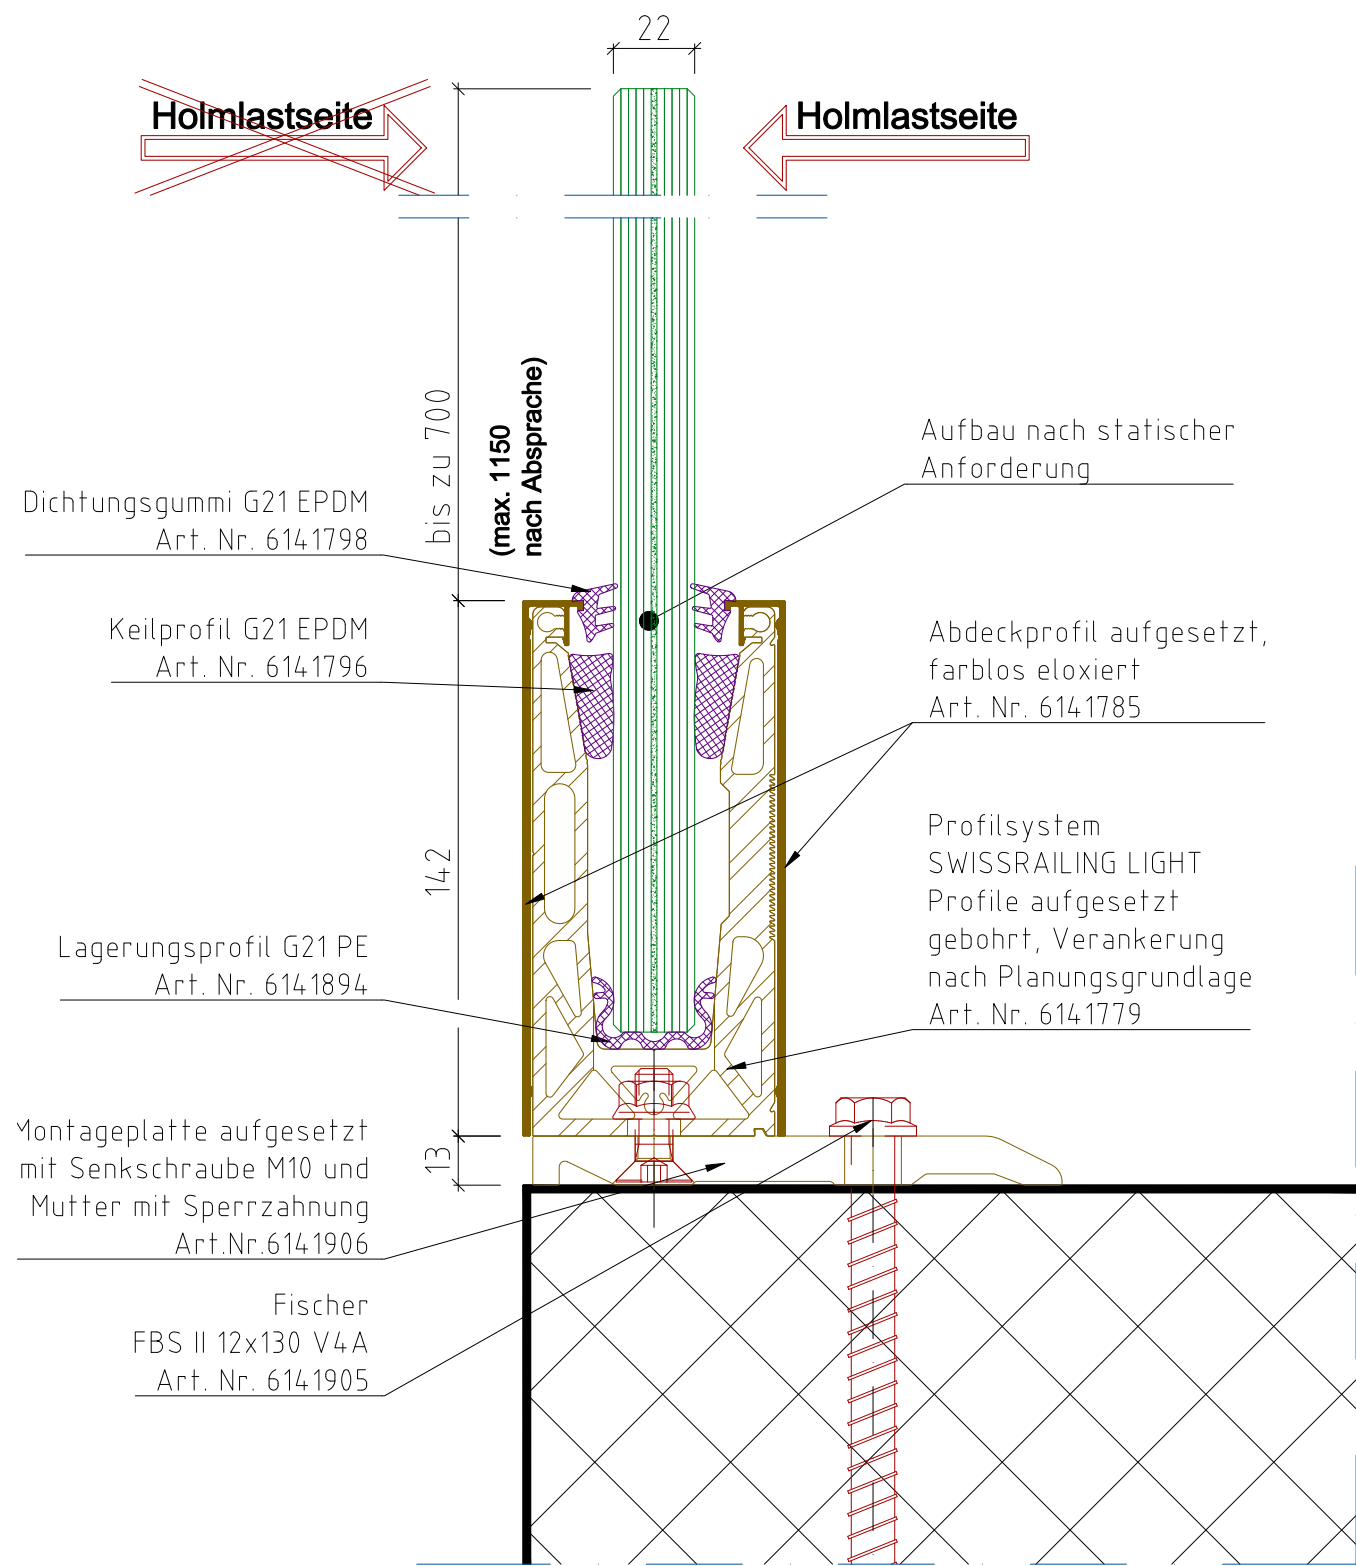 22
Holmlastseite
Holmlastseite
bis zu 700
(max. 1150
nach Absprache)
Aufbau nach statischer
Anforderung
Dichtungsgummi G21 EPDM
Art. Nr. 6141798
Keilprofil G21 EPDM
Art. Nr. 6141796
Abdeckprofil aufgesetzt,
farblos eloxiert
Art. Nr. 6141785
142
Profilsystem
SWISSRAILING LIGHT
Profile aufgesetzt
gebohrt, Verankerung
nach Planungsgrundlage
Art. Nr. 6141779
Lagerungsprofil G21 PE
Art. Nr. 6141894
13
Montageplatte aufgesetzt
mit Senkschraube M10 und
Mutter mit Sperrzahnung
Art.Nr.6141906
Fischer
FBS II 12x130 V4A
Art. Nr. 6141905